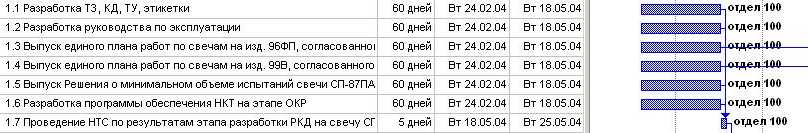 1.1 Разработка ТЗ, КД, ТУ, этикетки 60 дней Вт 24.02.04 Вт 18.05.04 отдел 100
1.2 Разработка руководства по эксплуатации 60 дней Вт 24.02.04 Вт 18.05.04 отдел 100
1.3 Выпуск единого плана работ по свечам на изд. 96ФП, согласованно 60 дней Вт 24.02.04 Вт 18.05.04 отдел 100
1.4 Выпуск единого плана работ по свечам на изд. 99В, согласованного 60 дней Вт 24.02.04 Вт 18.05.04 отдел 100
1.5 Выпуск Решения о минимальном объеме испытаний свечи СП-87ПА 60 дней Вт 24.02.04 Вт 18.05.04 отдел 100
1.6 Разработка программы обеспечения НКТ на этапе ОКР 60 дней Вт 24.02.04 Вт 18.05.04 отдел 100
1.7 Проведение НТС по результатам этапа разработки РКД на свечу СП 5 дней Вт 18.05.04 Вт 25.05.04 отдел 100